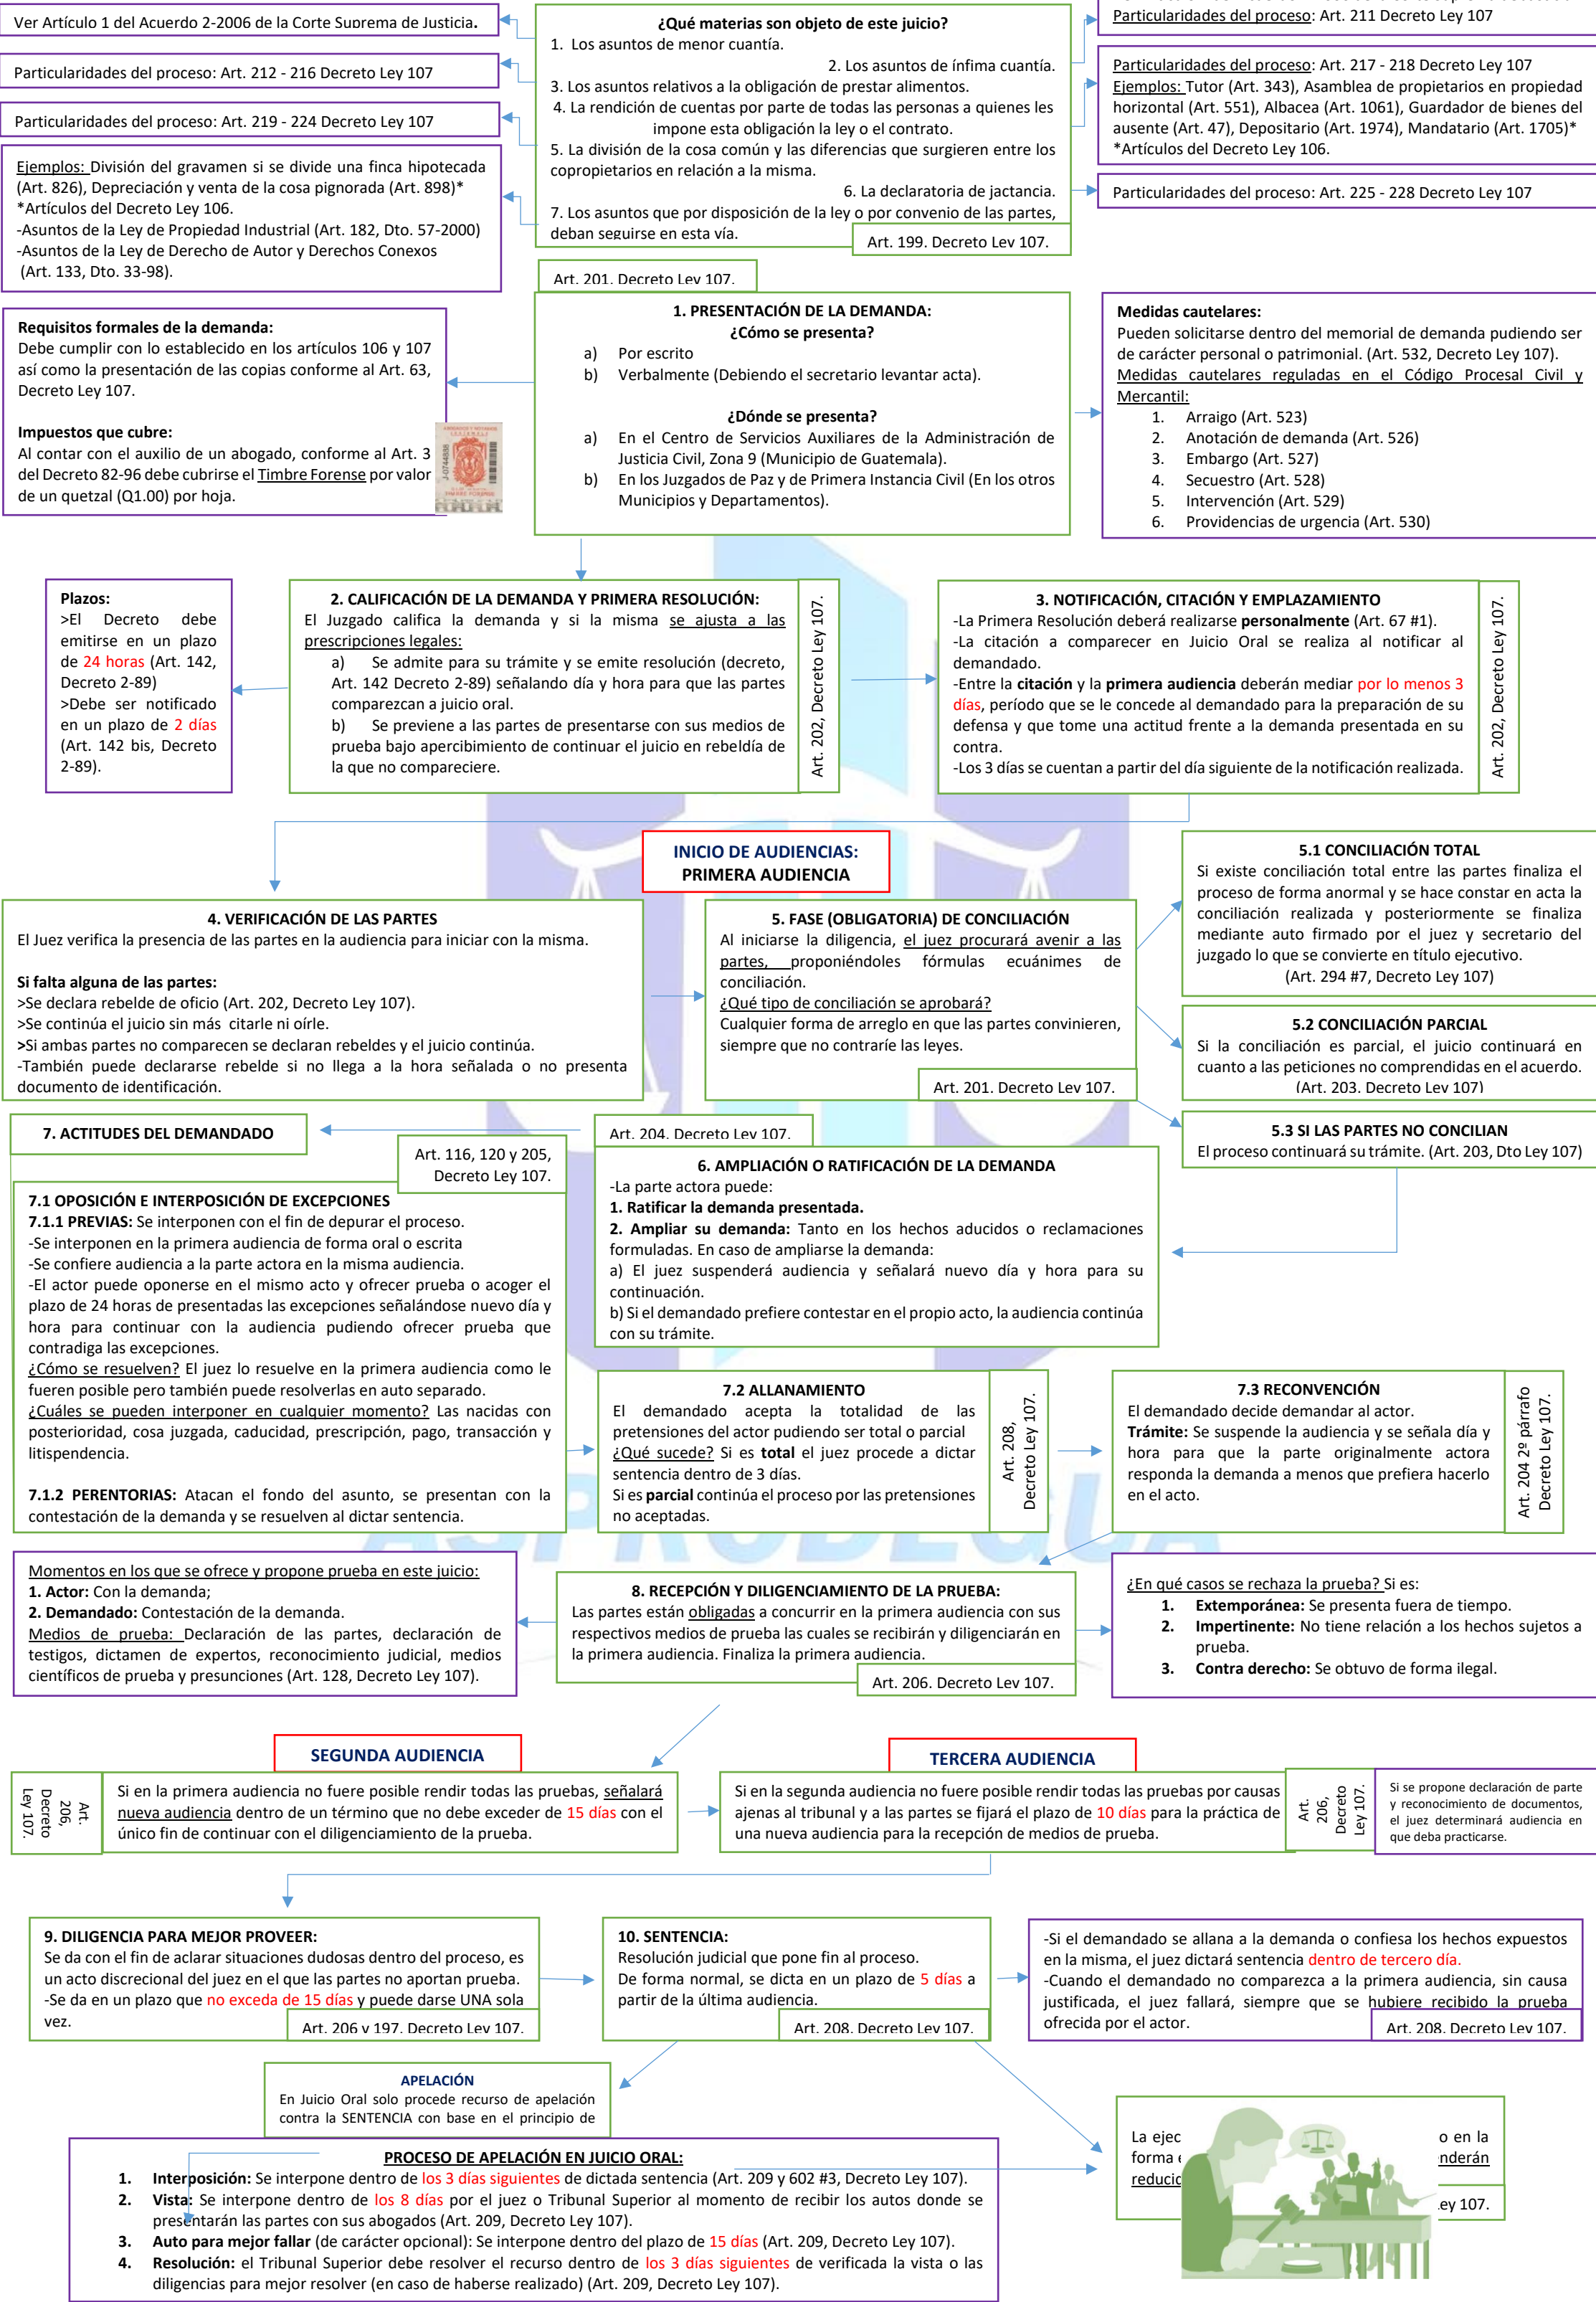 Ver Artículo 1 del Acuerdo 2-2006 de la Corte Suprema de Justicia.
Particularidades del proceso: Art. 212 - 216 Decreto Ley 107
Particularidades del proceso: Art. 219 - 224 Decreto Ley 107
Ejemplos: División del gravamen si se divide una finca hipotecada
(Art. 826), Depreciación y venta de la cosa pignorada (Art. 898)*
*Artículos del Decreto Ley 106.
-Asuntos de la Ley de Propiedad Industrial (Art. 182, Dto. 57-2000)
-Asuntos de la Ley de Derecho de Autor y Derechos Conexos
(Art. 133, Dto. 33-98).
¿Qué materias son objeto de este juicio?
1. Los asuntos de menor cuantía.
2. Los asuntos de ínfima cuantía.
3. Los asuntos relativos a la obligación de prestar alimentos.
4. La rendición de cuentas por parte de todas las personas a quienes les
impone esta obligación la ley o el contrato.
5. La división de la cosa común y las diferencias que surgieren entre los
copropietarios en relación a la misma.
6. La declaratoria de jactancia.
7. Los asuntos que por disposición de la ley o por convenio de las partes,
deban seguirse en esta vía.
Art. 199. Decreto Ley 107.
Particularidades del proceso: Art. 211 Decreto Ley 107
Particularidades del proceso: Art. 217 - 218 Decreto Ley 107
Ejemplos: Tutor (Art. 343), Asamblea de propietarios en propiedad
horizontal (Art. 551), Albacea (Art. 1061), Guardador de bienes del
ausente (Art. 47), Depositario (Art. 1974), Mandatario (Art. 1705)*
*Artículos del Decreto Ley 106.
Particularidades del proceso: Art. 225 - 228 Decreto Ley 107
Art. 201. Decreto Ley 107.
Requisitos formales de la demanda:
Debe cumplir con lo establecido en los artículos 106 y 107
así como la presentación de las copias conforme al Art. 63,
Decreto Ley 107.
Impuestos que cubre:
Al contar con el auxilio de un abogado, conforme al Art. 3
del Decreto 82-96 debe cubrirse el Timbre Forense por valor
de un quetzal (Q1.00) por hoja.
1. PRESENTACIÓN DE LA DEMANDA:
¿Cómo se presenta?
a) Por escrito
b) Verbalmente (Debiendo el secretario levantar acta).
¿Dónde se presenta?
a) En el Centro de Servicios Auxiliares de la Administración de
Justicia Civil, Zona 9 (Municipio de Guatemala).
b) En los Juzgados de Paz y de Primera Instancia Civil (En los otros
Municipios y Departamentos).
Medidas cautelares:
Pueden solicitarse dentro del memorial de demanda pudiendo ser
de carácter personal o patrimonial. (Art. 532, Decreto Ley 107).
Medidas cautelares reguladas en el Código Procesal Civil y
Mercantil:
1. Arraigo (Art. 523)
2. Anotación de demanda (Art. 526)
3. Embargo (Art. 527)
4. Secuestro (Art. 528)
5. Intervención (Art. 529)
6. Providencias de urgencia (Art. 530)
Plazos:
>El Decreto debe
emitirse en un plazo
de 24 horas (Art. 142,
Decreto 2-89)
>Debe ser notificado
en un plazo de 2 días
(Art. 142 bis, Decreto
2-89).
2. CALIFICACIÓN DE LA DEMANDA Y PRIMERA RESOLUCIÓN:
El Juzgado califica la demanda y si la misma se ajusta a las
prescripciones legales:
a) Se admite para su trámite y se emite resolución (decreto,
Art. 142 Decreto 2-89) señalando día y hora para que las partes
comparezcan a juicio oral.
b) Se previene a las partes de presentarse con sus medios de
prueba bajo apercibimiento de continuar el juicio en rebeldía de
la que no compareciere.
Art. 202, Decreto Ley 107.
3. NOTIFICACIÓN, CITACIÓN Y EMPLAZAMIENTO
-La Primera Resolución deberá realizarse personalmente (Art. 67 #1).
-La citación a comparecer en Juicio Oral se realiza al notificar al
demandado.
-Entre la citación y la primera audiencia deberán mediar por lo menos 3
días, período que se le concede al demandado para la preparación de su
defensa y que tome una actitud frente a la demanda presentada en su
contra.
-Los 3 días se cuentan a partir del día siguiente de la notificación realizada.
Art. 202, Decreto Ley 107.
INICIO DE AUDIENCIAS:
PRIMERA AUDIENCIA
4. VERIFICACIÓN DE LAS PARTES
El Juez verifica la presencia de las partes en la audiencia para iniciar con la misma.
Si falta alguna de las partes:
>Se declara rebelde de oficio (Art. 202, Decreto Ley 107).
>Se continúa el juicio sin más citarle ni oírle.
>Si ambas partes no comparecen se declaran rebeldes y el juicio continúa.
-También puede declararse rebelde si no llega a la hora señalada o no presenta
documento de identificación.
5. FASE (OBLIGATORIA) DE CONCILIACIÓN
Al iniciarse la diligencia, el juez procurará avenir a las
partes, proponiéndoles fórmulas ecuánimes de
conciliación.
¿Qué tipo de conciliación se aprobará?
Cualquier forma de arreglo en que las partes convinieren,
siempre que no contraríe las leyes.
Art. 201. Decreto Ley 107.
5.1 CONCILIACIÓN TOTAL
Si existe conciliación total entre las partes finaliza el
proceso de forma anormal y se hace constar en acta la
conciliación realizada y posteriormente se finaliza
mediante auto firmado por el juez y secretario del
juzgado lo que se convierte en título ejecutivo.
(Art. 294 #7, Decreto Ley 107)
5.2 CONCILIACIÓN PARCIAL
Si la conciliación es parcial, el juicio continuará en
cuanto a las peticiones no comprendidas en el acuerdo.
(Art. 203. Decreto Ley 107)
5.3 SI LAS PARTES NO CONCILIAN
El proceso continuará su trámite. (Art. 203, Dto Ley 107)
7. ACTITUDES DEL DEMANDADO
Art. 116, 120 y 205,
Decreto Ley 107.
7.1 OPOSICIÓN E INTERPOSICIÓN DE EXCEPCIONES
7.1.1 PREVIAS: Se interponen con el fin de depurar el proceso.
-Se interponen en la primera audiencia de forma oral o escrita
-Se confiere audiencia a la parte actora en la misma audiencia.
-El actor puede oponerse en el mismo acto y ofrecer prueba o acoger el
plazo de 24 horas de presentadas las excepciones señalándose nuevo día y
hora para continuar con la audiencia pudiendo ofrecer prueba que
contradiga las excepciones.
¿Cómo se resuelven? El juez lo resuelve en la primera audiencia como le
fueren posible pero también puede resolverlas en auto separado.
¿Cuáles se pueden interponer en cualquier momento? Las nacidas con
posterioridad, cosa juzgada, caducidad, prescripción, pago, transacción y
litispendencia.
7.1.2 PERENTORIAS: Atacan el fondo del asunto, se presentan con la
contestación de la demanda y se resuelven al dictar sentencia.
Art. 204. Decreto Ley 107.
6. AMPLIACIÓN O RATIFICACIÓN DE LA DEMANDA
-La parte actora puede:
1. Ratificar la demanda presentada.
2. Ampliar su demanda: Tanto en los hechos aducidos o reclamaciones
formuladas. En caso de ampliarse la demanda:
a) El juez suspenderá audiencia y señalará nuevo día y hora para su
continuación.
b) Si el demandado prefiere contestar en el propio acto, la audiencia continúa
con su trámite.
7.2 ALLANAMIENTO
El demandado acepta la totalidad de las
pretensiones del actor pudiendo ser total o parcial
¿Qué sucede? Si es total el juez procede a dictar
sentencia dentro de 3 días.
Si es parcial continúa el proceso por las pretensiones
no aceptadas.
Art. 208,
Decreto Ley 107.
7.3 RECONVENCIÓN
El demandado decide demandar al actor.
Trámite: Se suspende la audiencia y se señala día y
hora para que la parte originalmente actora
responda la demanda a menos que prefiera hacerlo
en el acto.
Art. 204 2º párrafo
Decreto Ley 107.
ASPRODEGUA
Momentos en los que se ofrece y propone prueba en este juicio:
1. Actor: Con la demanda;
2. Demandado: Contestación de la demanda.
Medios de prueba: Declaración de las partes, declaración de
testigos, dictamen de expertos, reconocimiento judicial, medios
científicos de prueba y presunciones (Art. 128, Decreto Ley 107).
8. RECEPCIÓN Y DILIGENCIAMIENTO DE LA PRUEBA:
Las partes están obligadas a concurrir en la primera audiencia con sus
respectivos medios de prueba las cuales se recibirán y diligenciarán en
la primera audiencia. Finaliza la primera audiencia.
Art. 206. Decreto Ley 107.
¿En qué casos se rechaza la prueba? Si es:
1. Extemporánea: Se presenta fuera de tiempo.
2. Impertinente: No tiene relación a los hechos sujetos a
prueba.
3. Contra derecho: Se obtuvo de forma ilegal.
SEGUNDA AUDIENCIA
Art.
206,
Decreto
Ley 107.
Si en la primera audiencia no fuere posible rendir todas las pruebas, señalará
nueva audiencia dentro de un término que no debe exceder de 15 días con el
único fin de continuar con el diligenciamiento de la prueba.
TERCERA AUDIENCIA
Si en la segunda audiencia no fuere posible rendir todas las pruebas por causas
ajenas al tribunal y a las partes se fijará el plazo de 10 días para la práctica de
una nueva audiencia para la recepción de medios de prueba.
Art.
206,
Decreto
Ley 107.
Si se propone declaración de parte
y reconocimiento de documentos,
el juez determinará audiencia en
que deba practicarse.
9. DILIGENCIA PARA MEJOR PROVEER:
Se da con el fin de aclarar situaciones dudosas dentro del proceso, es
un acto discrecional del juez en el que las partes no aportan prueba.
-Se da en un plazo que no exceda de 15 días y puede darse UNA sola
vez.
Art. 206 y 197. Decreto Ley 107.
10. SENTENCIA:
Resolución judicial que pone fin al proceso.
De forma normal, se dicta en un plazo de 5 días a
partir de la última audiencia.
Art. 208. Decreto Ley 107.
-Si el demandado se allana a la demanda o confiesa los hechos expuestos
en la misma, el juez dictará sentencia dentro de tercero día.
-Cuando el demandado no comparezca a la primera audiencia, sin causa
justificada, el juez fallará, siempre que se hubiere recibido la prueba
ofrecida por el actor.
Art. 208. Decreto Ley 107.
APELACIÓN
En Juicio Oral solo procede recurso de apelación
contra la SENTENCIA con base en el principio de
PROCESO DE APELACIÓN EN JUICIO ORAL:
1. Interposición: Se interpone dentro de los 3 días siguientes de dictada sentencia (Art. 209 y 602 #3, Decreto Ley 107).
2. Vista: Se interpone dentro de los 8 días por el juez o Tribunal Superior al momento de recibir los autos donde se
presentarán las partes con sus abogados (Art. 209, Decreto Ley 107).
3. Auto para mejor fallar (de carácter opcional): Se interpone dentro del plazo de 15 días (Art. 209, Decreto Ley 107).
4. Resolución: el Tribunal Superior debe resolver el recurso dentro de los 3 días siguientes de verificada la vista o las
diligencias para mejor resolver (en caso de haberse realizado) (Art. 209, Decreto Ley 107).
La ejec o en la
forma nderán
reduci
ey 107.